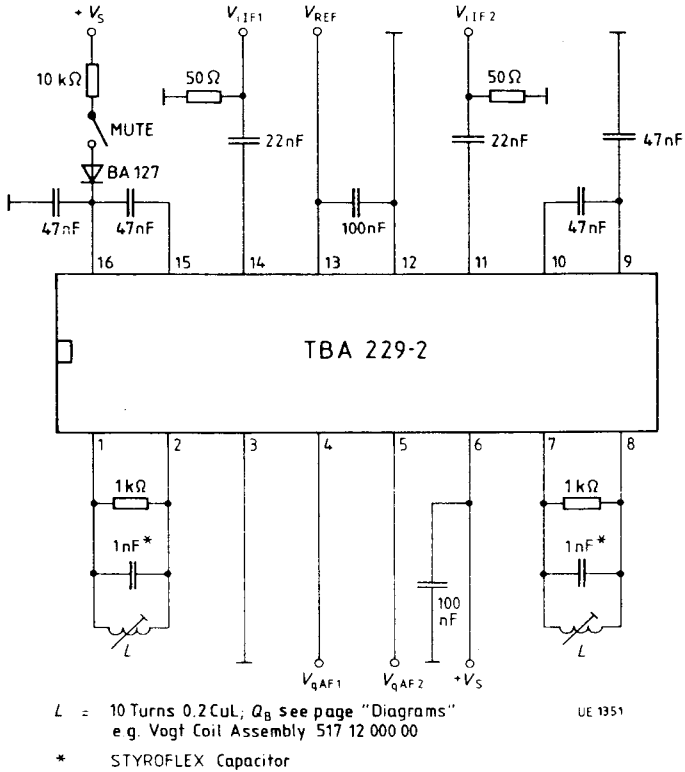 + VS
ViIF1
VREF
ViIF2
10 kΩ
50 Ω
50 Ω
MUTE
22nF
22nF
47nF
BA 127
47nF
47nF
100nF
47nF
16
15
14
13
12
11
10
9
TBA 229-2
1
2
3
4
5
6
7
8
1kΩ
1kΩ
1nF*
1nF*
100
nF
L
L
VqAF1
VqAF2
+VS
L = 10 Turns 0.2 CuL; QB see page "Diagrams"
UE 1351
e.g. Vogt Coil Assembly 517 12 000 00
* STYROFLEX Capacitor